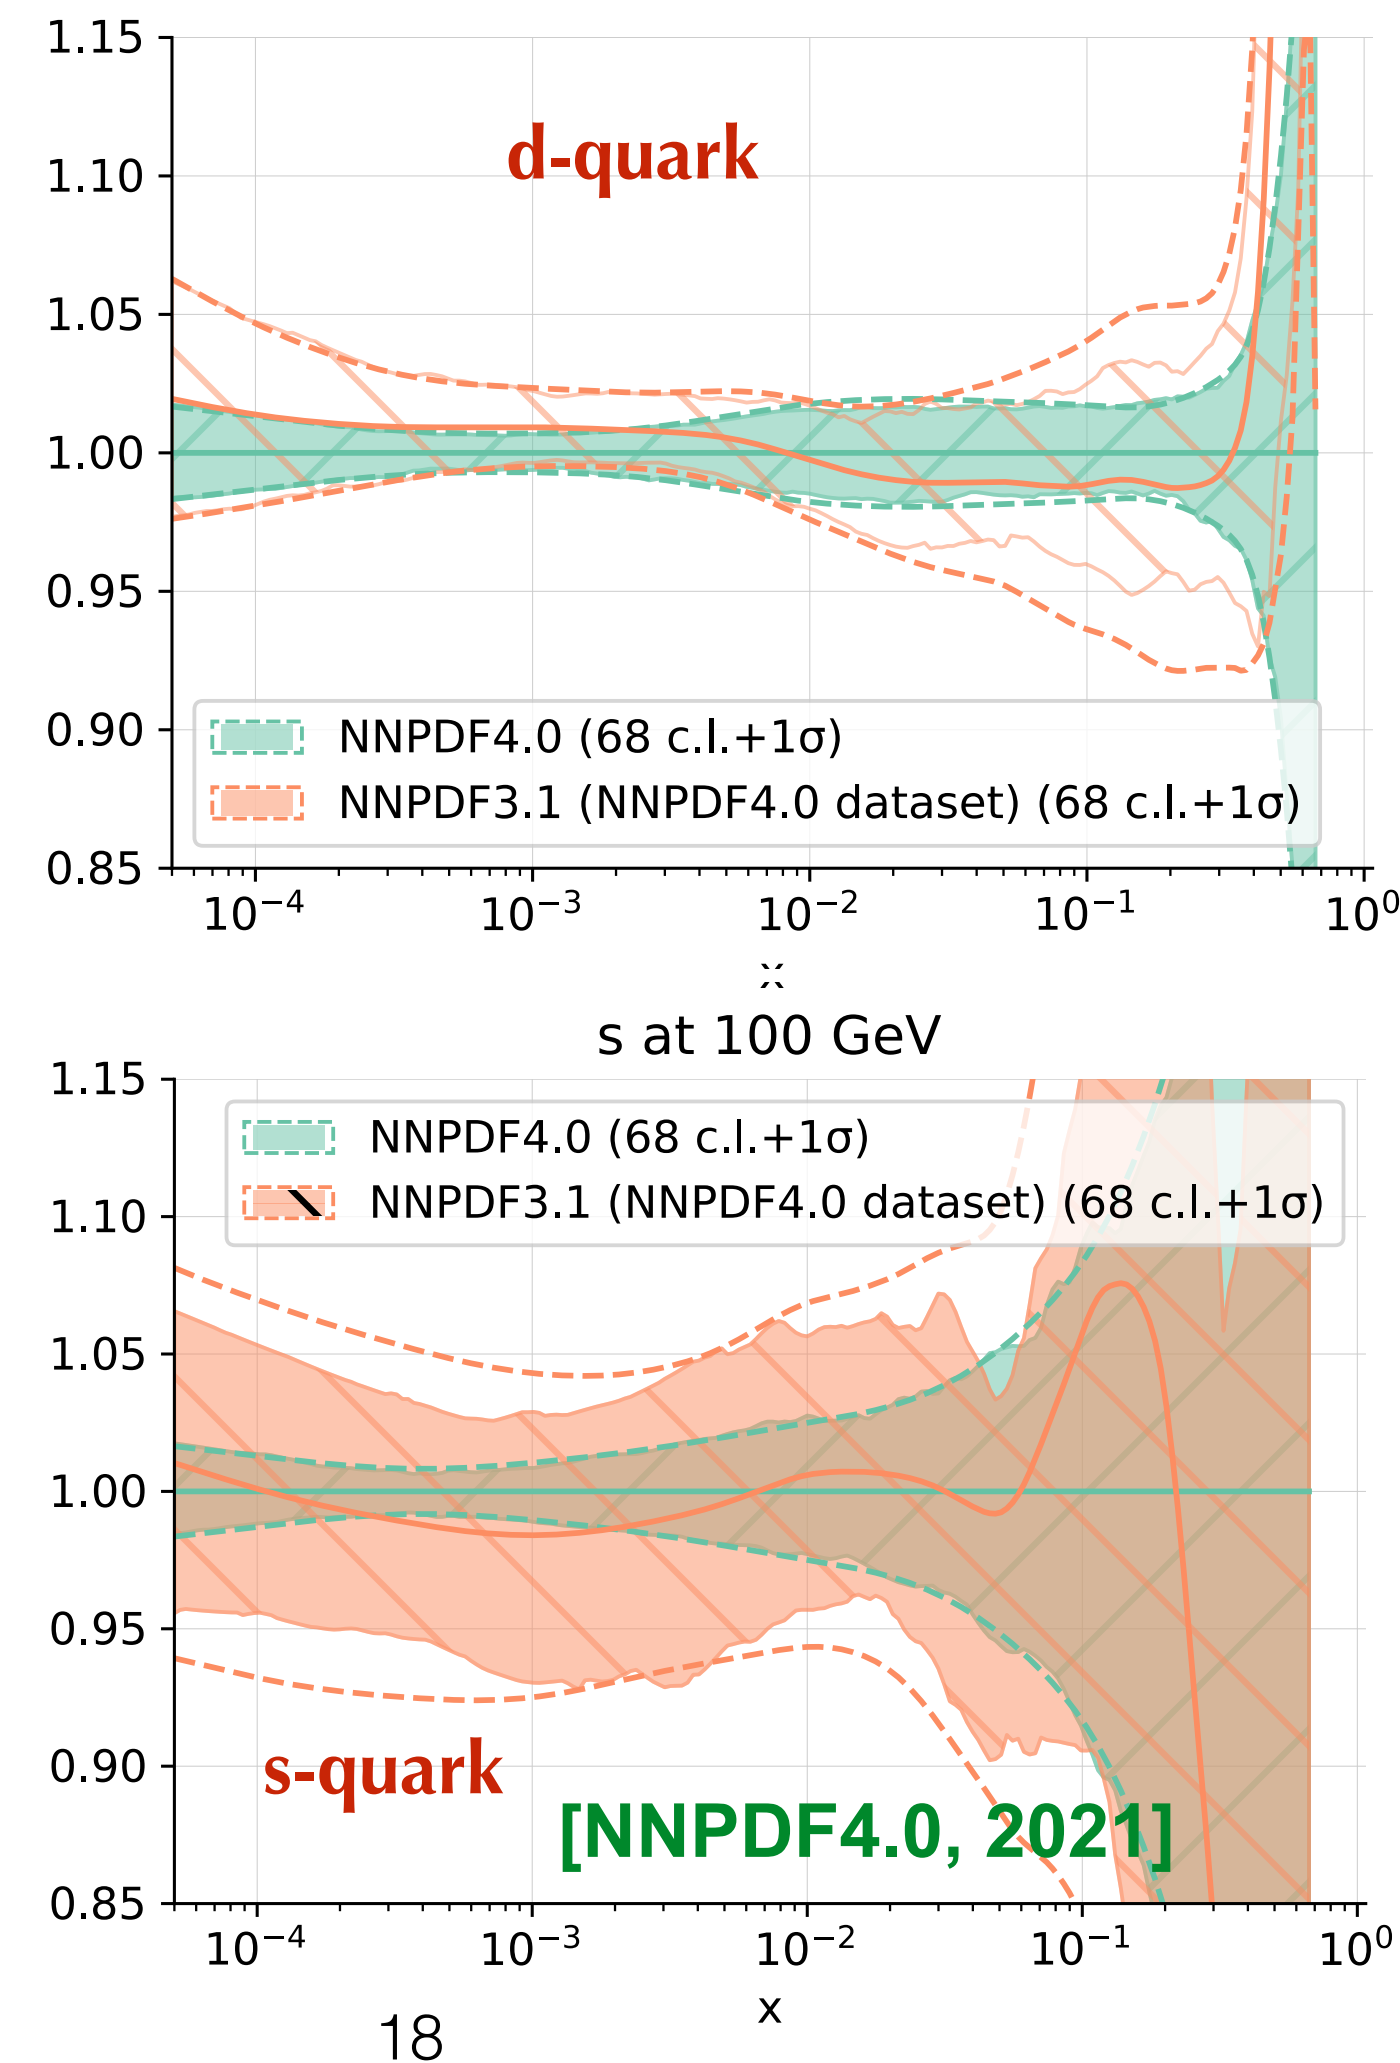 1.15
1.10
1.05
1.00
0.95
0.90
0.85
d-quark
NNPDF4.0 (68 c.l.+1σ)
NNPDF3.1 (NNPDF4.0 dataset) (68 c.l.+1σ)
10⁻⁴ 10⁻³ 10⁻² 10⁻¹ 10⁰
s at 100 GeV
1.15
1.10
1.05
1.00
0.95
0.90
0.85
NNPDF4.0 (68 c.l.+1σ)
NNPDF3.1 (NNPDF4.0 dataset) (68 c.l.+1σ)
s-quark
[NNPDF4.0, 2021]
10⁻⁴ 10⁻³ 10⁻² 10⁻¹ 10⁰
x
18